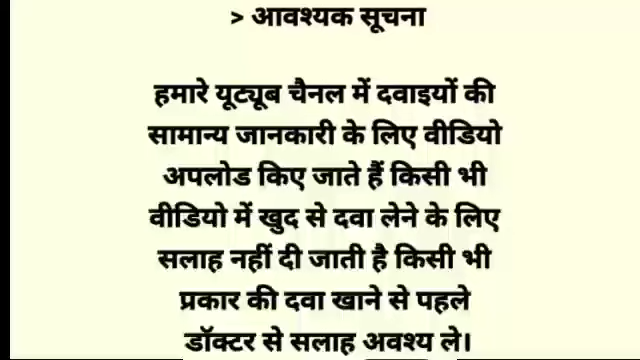 > आवश्यक सूचना
हमारे यूट्यूब चैनल में दवाइयों की
सामान्य जानकारी के लिए वीडियो
अपलोड किए जाते हैं किसी भी
वीडियो में खुद से दवा लेने के लिए
सलाह नहीं दी जाती है किसी भी
प्रकार की दवा खाने से पहले
डॉक्टर से सलाह अवश्य ले।